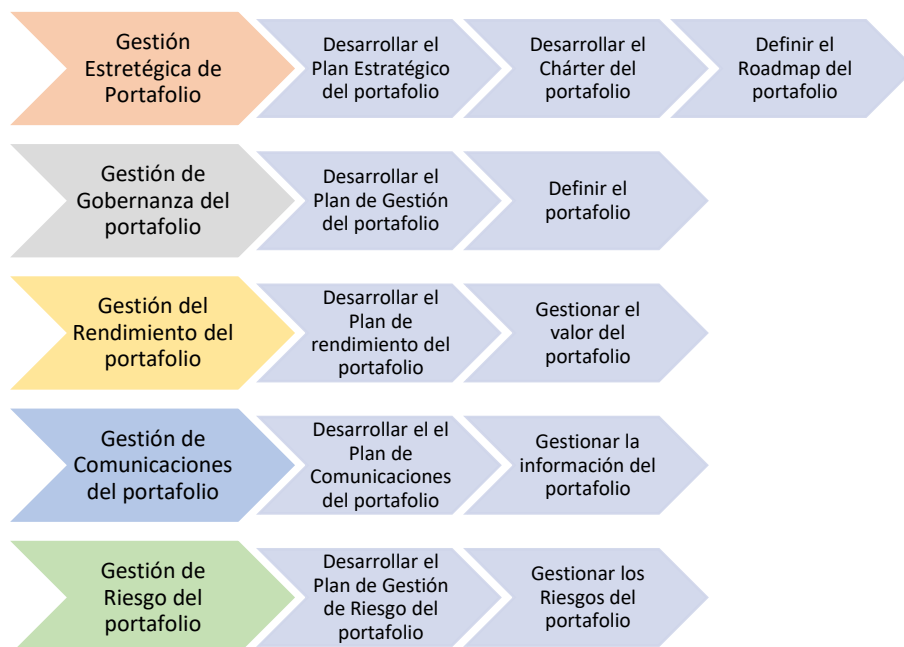 Gestión
Estretégica de
Portafolio
Desarrollar el
Plan Estratégico
del portafolio
Desarrollar el
Chárter del
portafolio
Definir el
Roadmap del
portafolio
Gestión de
Gobernanza del
portafolio
Desarrollar el
Plan de Gestión
del portafolio
Definir el
portafolio
Gestión del
Rendimiento del
portafolio
Desarrollar el
Plan de
rendimiento del
portafolio
Gestionar el
valor del
portafolio
Gestión de
Comunicaciones
del portafolio
Desarrollar el el
Plan de
Comunicaciones
del portafolio
Gestionar la
información del
portafolio
Gestión de
Riesgo del
portafolio
Desarrollar el
Plan de Gestión
de Riesgo del
portafolio
Gestionar los
Riesgos del
portafolio